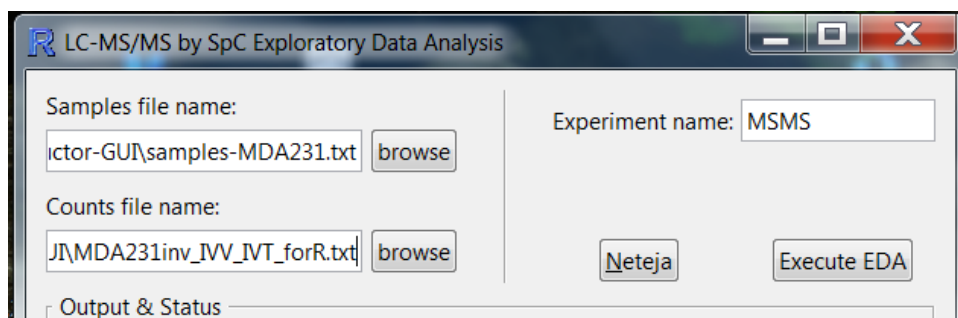 LC-MS/MS by SpC Exploratory Data Analysis
Samples file name:
ıctor-GUI\samples-MDA231.txt browse
Experiment name: MSMS
Counts file name:
JI\MDA231inv_IVV_IVT_forR.txt browse
Neteja Execute EDA
Output & Status